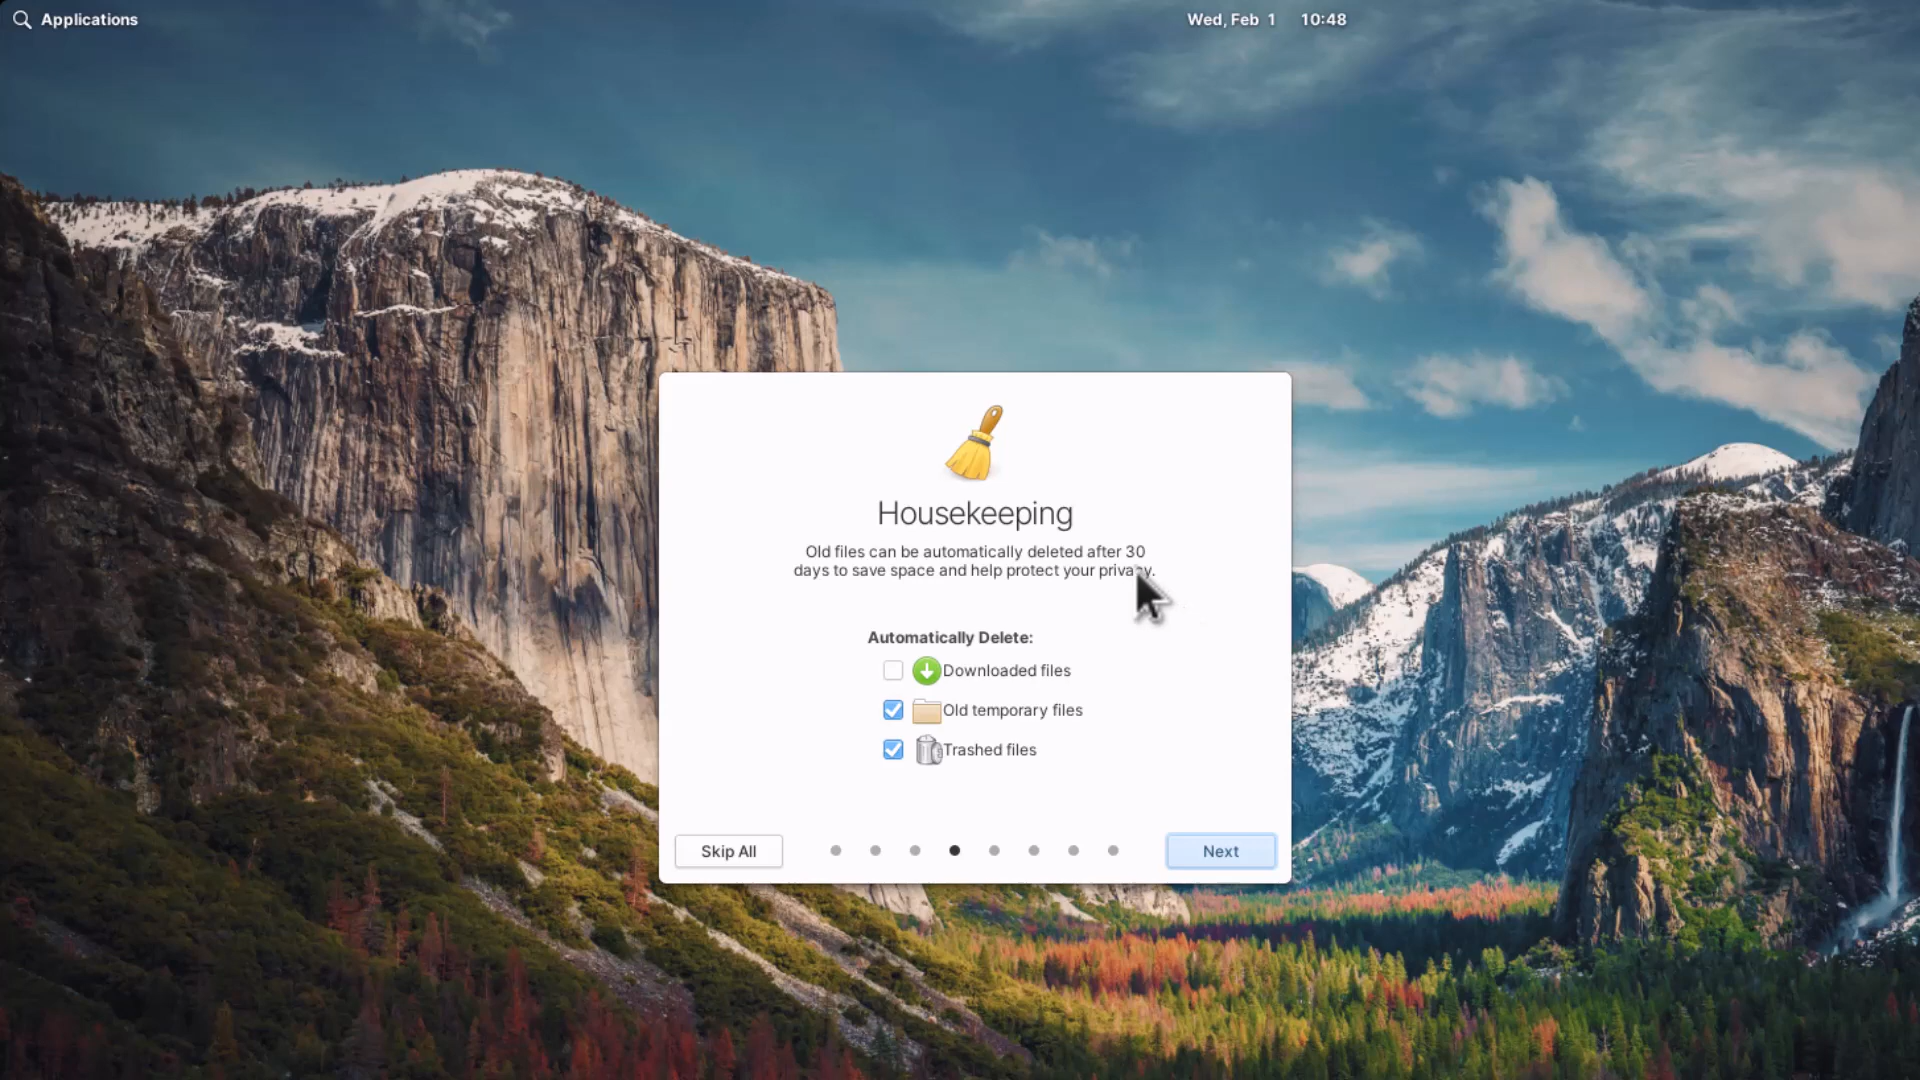 Applications
Wed, Feb 1 10:48
Housekeeping
Old files can be automatically deleted after 30
days to save space and help protect your privacy.
Automatically Delete:
Downloaded files
Old temporary files
Trashed files
Skip All
Next